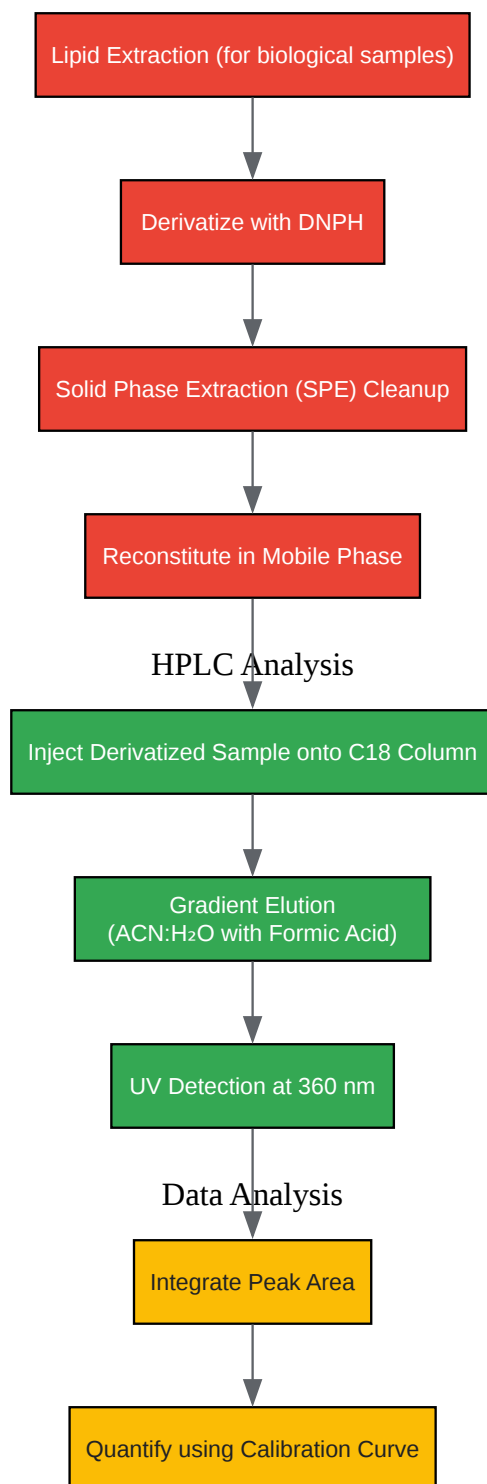 Lipid Extraction (for biological samples)
Derivatize with DNPH
Solid Phase Extraction (SPE) Cleanup
Reconstitute in Mobile Phase
HPLC Analysis
Inject Derivatized Sample onto C18 Column
Gradient Elution
(ACN:H₂O with Formic Acid)
UV Detection at 360 nm
Data Analysis
Integrate Peak Area
Quantify using Calibration Curve